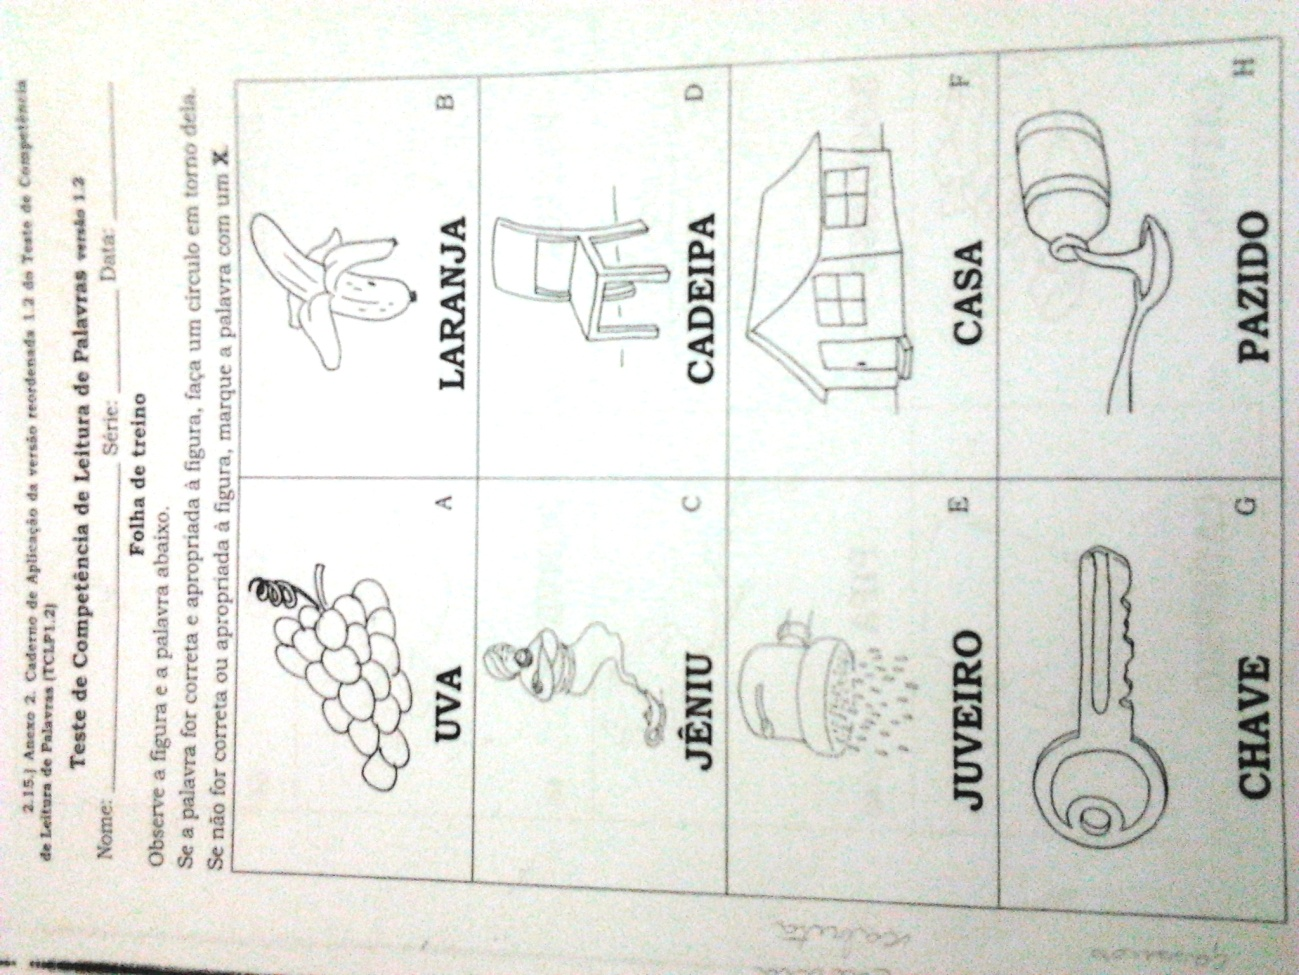 2.15.] Anexo 2. Caderno de Aplicação da versão reordenada 1.2 do Teste de Competência
de Leitura de Palavras (TCLP1.2)
Teste de Competência de Leitura de Palavras versão 1.2
Nome: Série: Data:
Folha de treino
Observe a figura e a palavra abaixo.
Se a palavra for correta e apropriada à figura, faça um círculo em torno dela.
Se não for correta ou apropriada à figura, marque a palavra com um X.
A B
UVA LARANJA
C D
JÊNIU CADEIPA
E F
JUVEIRO CASA
G H
CHAVE PAZIDO